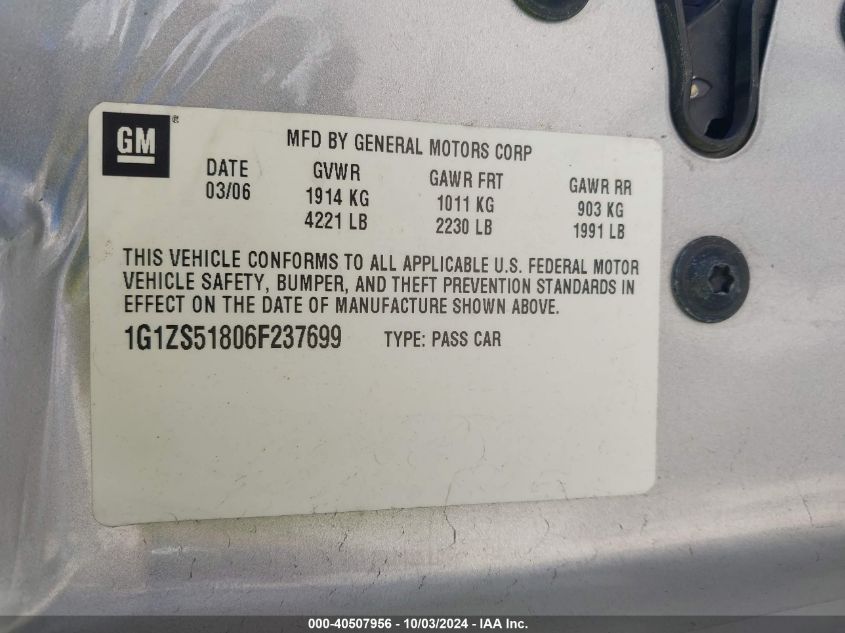 GM ®
MFD BY GENERAL MOTORS CORP
DATE GVWR GAWR FRT GAWR RR
03/06 1914 KG 1011 KG 903 KG
4221 LB 2230 LB 1991 LB
THIS VEHICLE CONFORMS TO ALL APPLICABLE U.S. FEDERAL MOTOR
VEHICLE SAFETY, BUMPER, AND THEFT PREVENTION STANDARDS IN
EFFECT ON THE DATE OF MANUFACTURE SHOWN ABOVE.
1G1ZS51806F237699 TYPE: PASS CAR
000-40507956 - 10/03/2024 - IAA Inc.